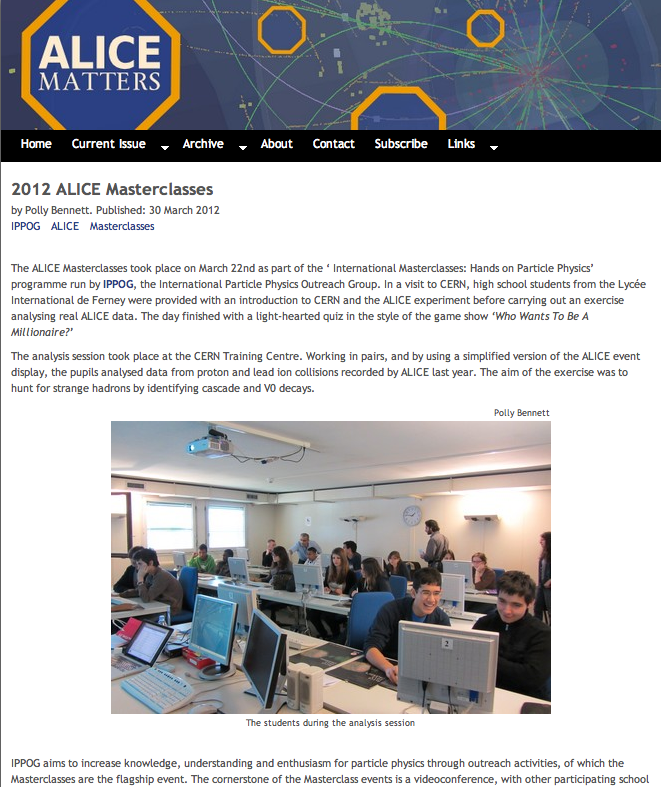 ALICE
MATTERS
Home Current Issue Archive About Contact Subscribe Links
2012 ALICE Masterclasses
by Polly Bennett. Published: 30 March 2012
IPPOG ALICE Masterclasses
The ALICE Masterclasses took place on March 22nd as part of the ‘ International Masterclasses: Hands on Particle Physics’
programme run by IPPOG, the International Particle Physics Outreach Group. In a visit to CERN, high school students from the Lycée
International de Ferney were provided with an introduction to CERN and the ALICE experiment before carrying out an exercise
analysing real ALICE data. The day finished with a light-hearted quiz in the style of the game show ‘Who Wants To Be A
Millionaire?’
The analysis session took place at the CERN Training Centre. Working in pairs, and by using a simplified version of the ALICE event
display, the pupils analysed data from proton and lead ion collisions recorded by ALICE last year. The aim of the exercise was to
hunt for strange hadrons by identifying cascade and V0 decays.
Polly Bennett
2
The students during the analysis session
IPPOG aims to increase knowledge, understanding and enthusiasm for particle physics through outreach activities, of which the
Masterclasses are the flagship event. The cornerstone of the Masterclass events is a videoconference, with other participating school